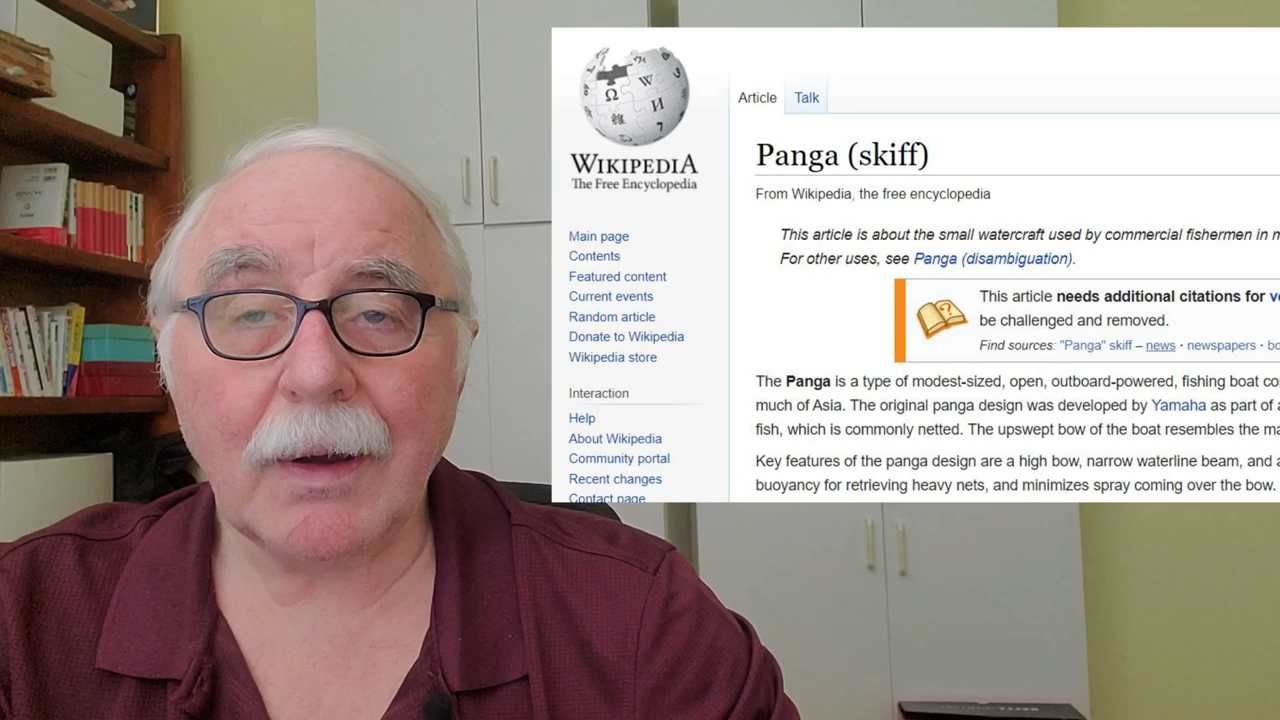 Article Talk
Panga (skiff)
WIKIPEDIA
The Free Encyclopedia
From Wikipedia, the free encyclopedia
Main page
Contents
Featured content
Current events
Random article
Donate to Wikipedia
Wikipedia store
Interaction
Help
About Wikipedia
Community portal
Recent changes
Contact page
This article is about the small watercraft used by commercial fishermen in
For other uses, see Panga (disambiguation).
This article needs additional citations for
be challenged and removed.
Find sources: "Panga" skiff – news · newspapers ·
The Panga is a type of modest-sized, open, outboard-powered, fishing boat
much of Asia. The original panga design was developed by Yamaha as part of
fish, which is commonly netted. The upswept bow of the boat resembles the
Key features of the panga design are a high bow, narrow waterline beam, and
buoyancy for retrieving heavy nets, and minimizes spray coming over the bow.